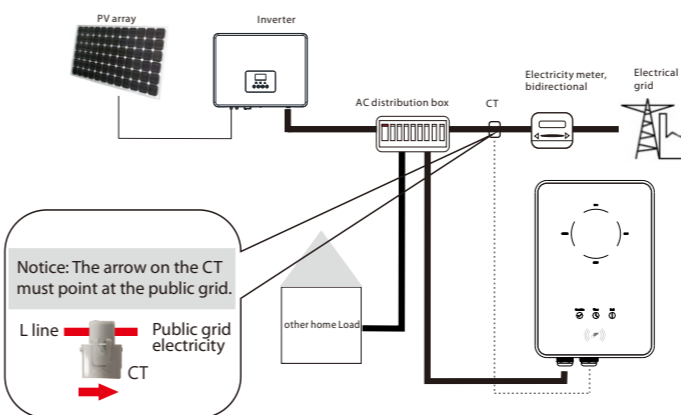 PV array
Inverter
Electricity meter,
bidirectional
Electrical
grid
AC distribution box
CT
Notice: The arrow on the CT
must point at the public grid.
L line
Public grid
electricity
CT
other home Load